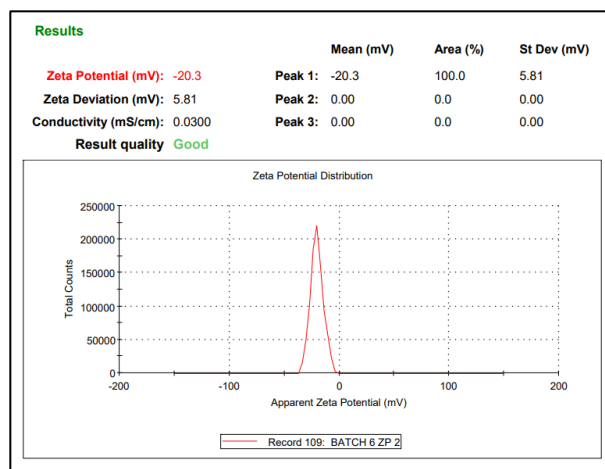 Results
Mean (mV) Area (%) St Dev (mV)
Zeta Potential (mV): -20.3 Peak 1: -20.3 100.0 5.81
Zeta Deviation (mV): 5.81 Peak 2: 0.00 0.0 0.00
Conductivity (mS/cm): 0.0300 Peak 3: 0.00 0.0 0.00
Result quality Good
Zeta Potential Distribution
250000
200000
150000
100000
50000
0
Total Counts
-200 -100 0 100 200
Apparent Zeta Potential (mV)
Record 109: BATCH 6 ZP 2